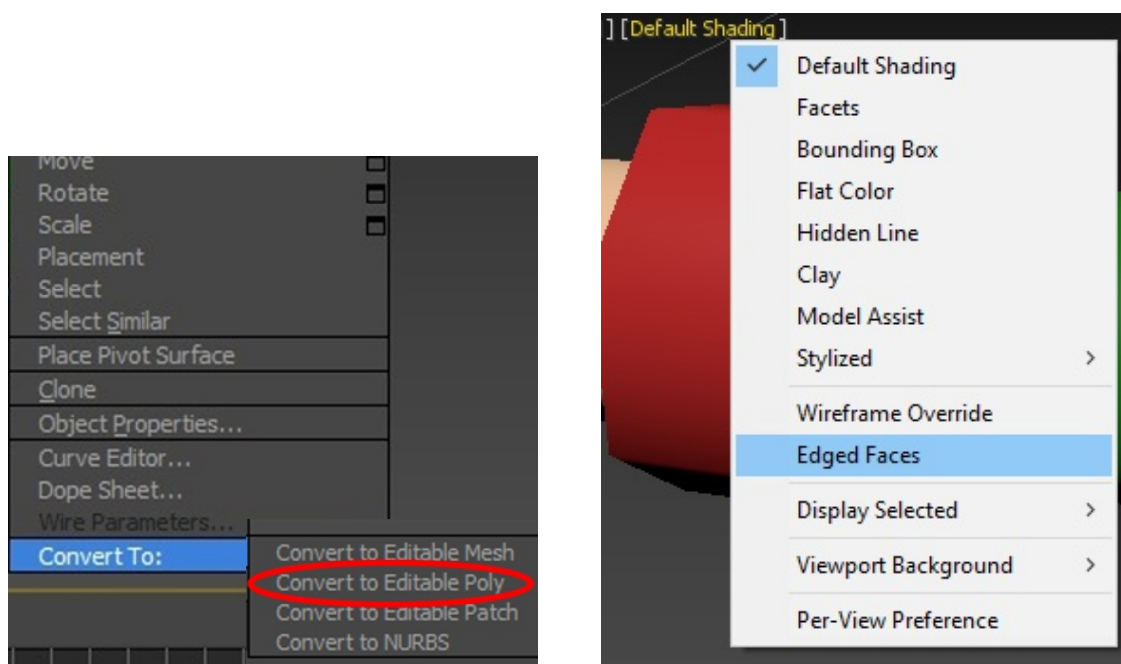 Move
Rotate
Scale
Placement
Select
Select Similar
Place Pivot Surface
Clone
Object Properties...
Curve Editor...
Dope Sheet...
Wire Parameters...
Convert To:
Convert to Editable Mesh
Convert to Editable Poly
Convert to Editable Patch
Convert to NURBS
] [Default Shading]
Default Shading
Facets
Bounding Box
Flat Color
Hidden Line
Clay
Model Assist
Stylized
Wireframe Override
Edged Faces
Display Selected
Viewport Background
Per-View Preference